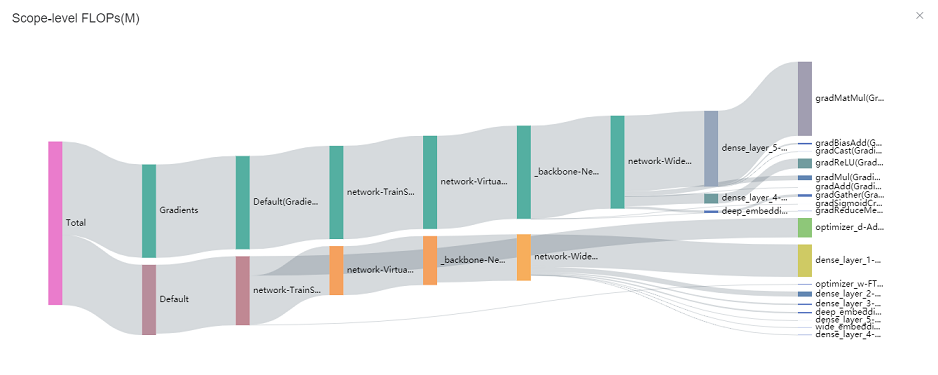 Scope-level FLOPs(M)
×
Total
Gradients
Default(Gradie...
network-TrainS...
network-Virtua...
_backbone-Ne...
network-Wide...
dense_layer_5-...
dense_layer_4-...
deep_embeddi...
gradMatMul(Gr...
gradBiasAdd(G...
gradCast(Gradi...
gradReLU(Grad...
gradMul(Gradi...
gradAdd(Gradi...
gradGather(Gra...
gradSigmoidCr...
gradReduceMe...
Default
network-TrainS...
network-Virtua...
_backbone-Ne...
network-Wide...
optimizer_d-Ad...
dense_layer_1-...
optimizer_w-FT...
dense_layer_2-...
dense_layer_3-...
deep_embeddi...
dense_layer_5-...
wide_embeddi...
dense_layer_4-...